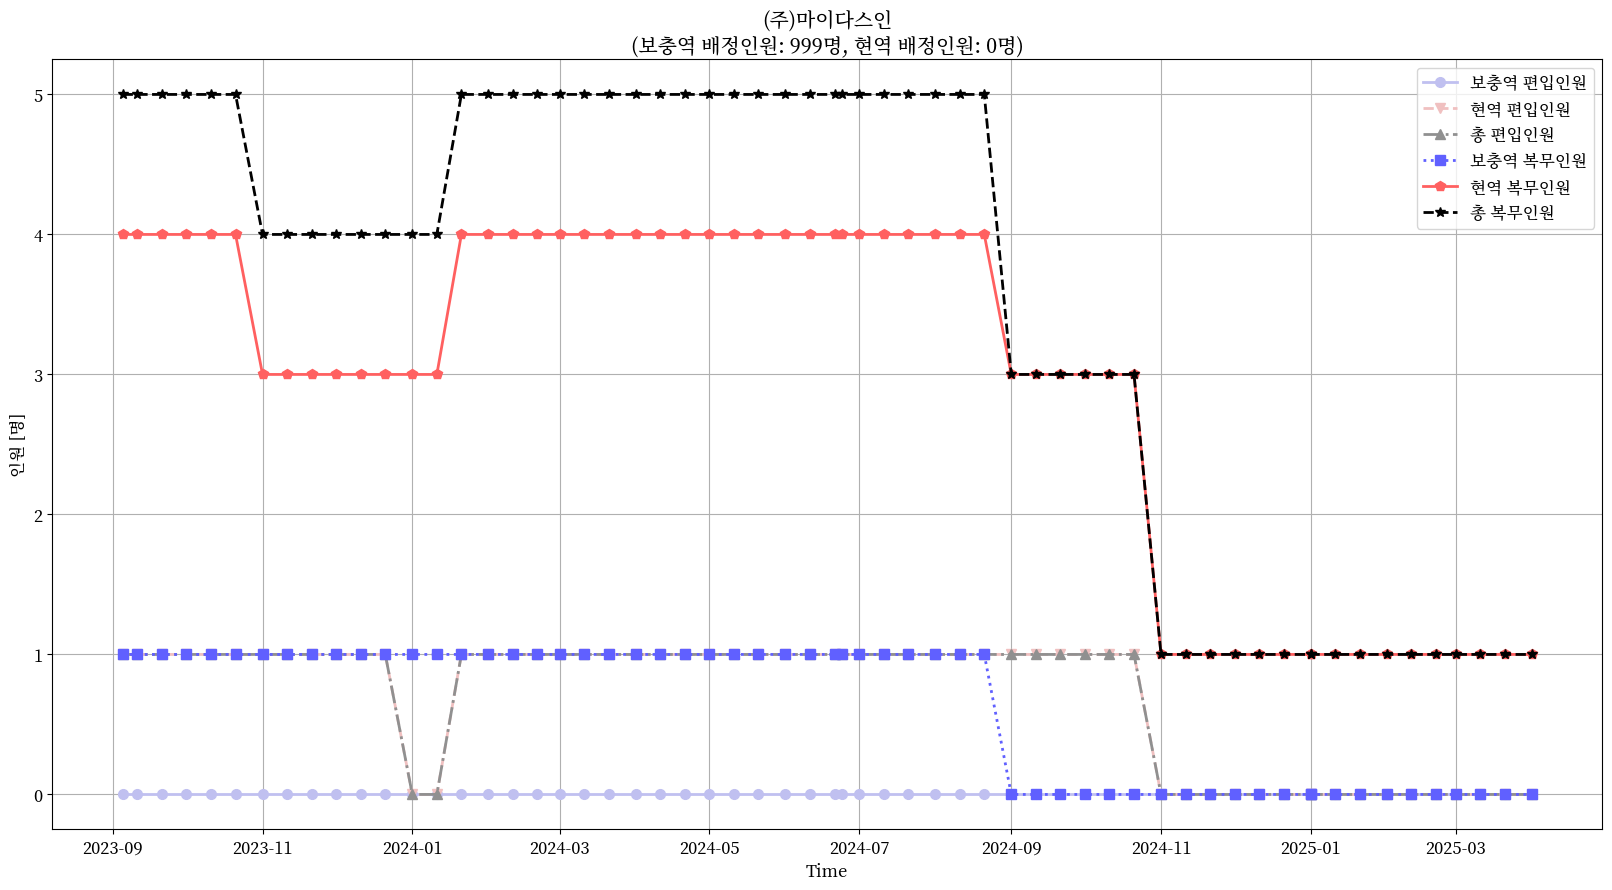 (주)마이다스인
(보충역 배정인원: 999명, 현역 배정인원: 0명)
보충역 편입인원
현역 편입인원
총 편입인원
보충역 복무인원
현역 복무인원
총 복무인원
인원 [명]
5
4
3
2
1
0
2023-09 2023-11 2024-01 2024-03 2024-05 2024-07 2024-09 2024-11 2025-01 2025-03
Time